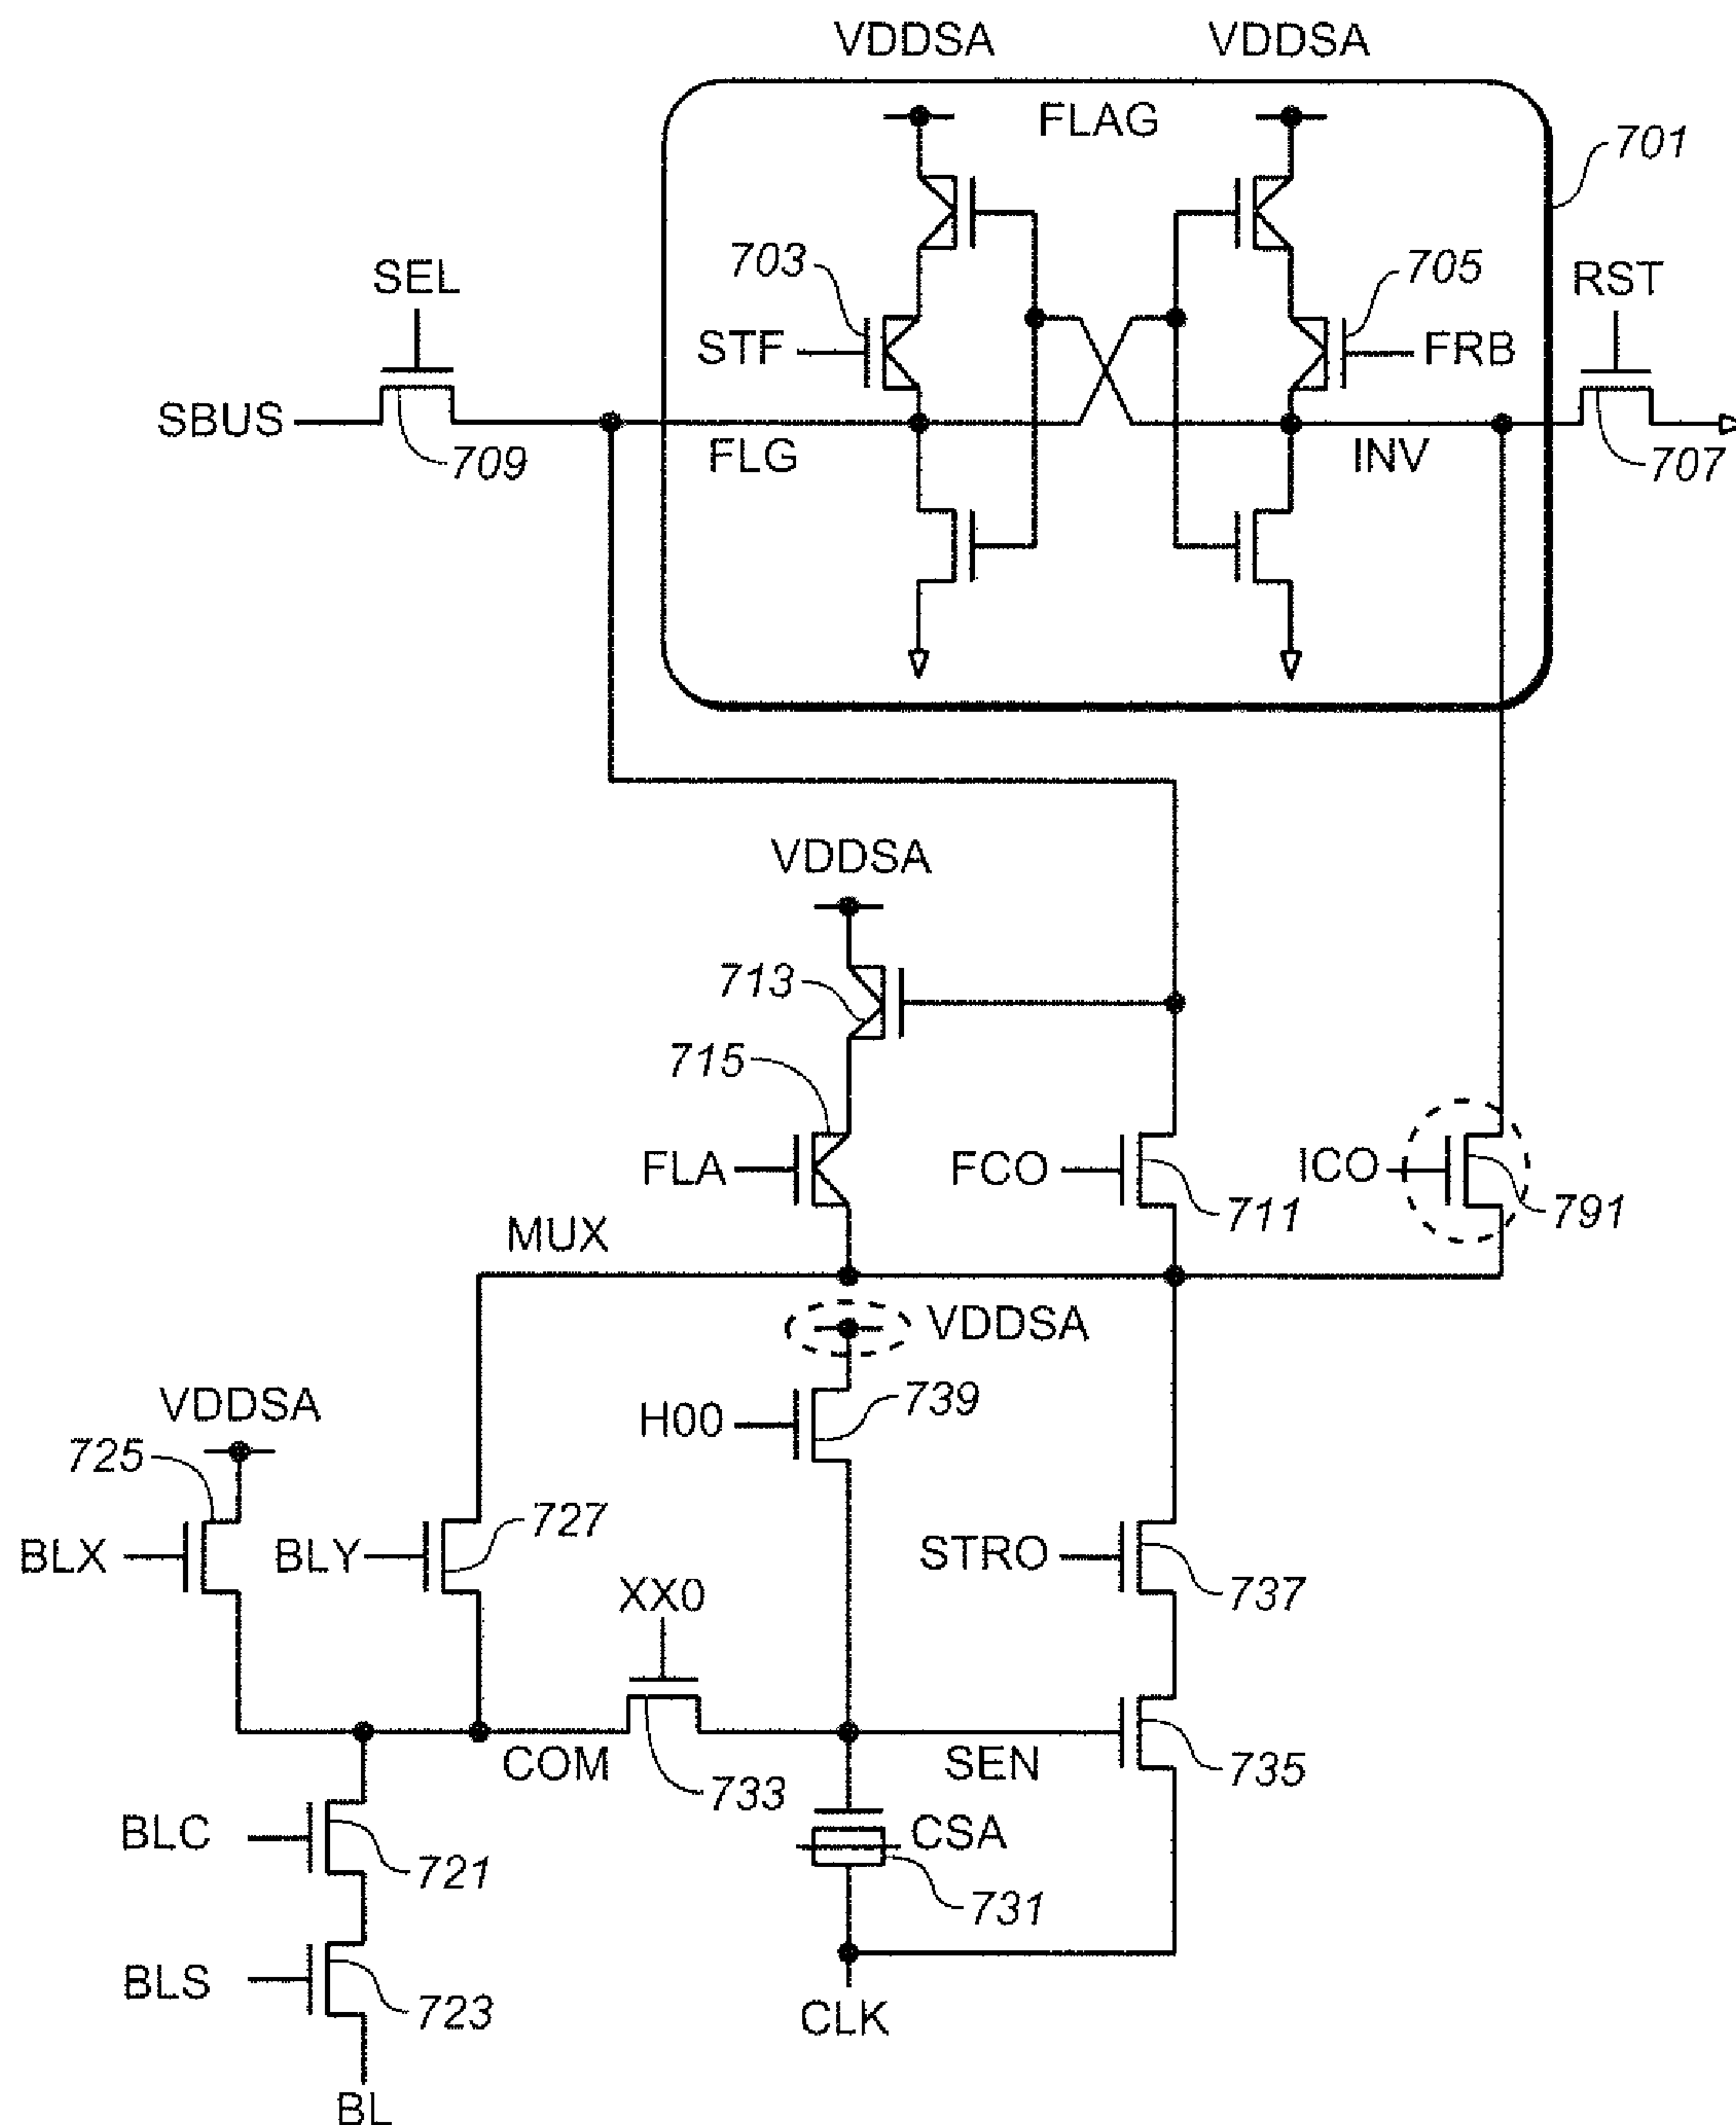 VDDSA VDDSA
FLAG
701
703
705
SEL
RST
STF
FRB
SBUS
709
FLG
INV
707
VDDSA
713
715
FLA
FCO
ICO
711
791
MUX
VDDSA
739
H00
VDDSA
725
727
BLX
BLY
STRO
737
XX0
COM
733
SEN
735
BLC
721
CSA
731
BLS
723
CLK
BL